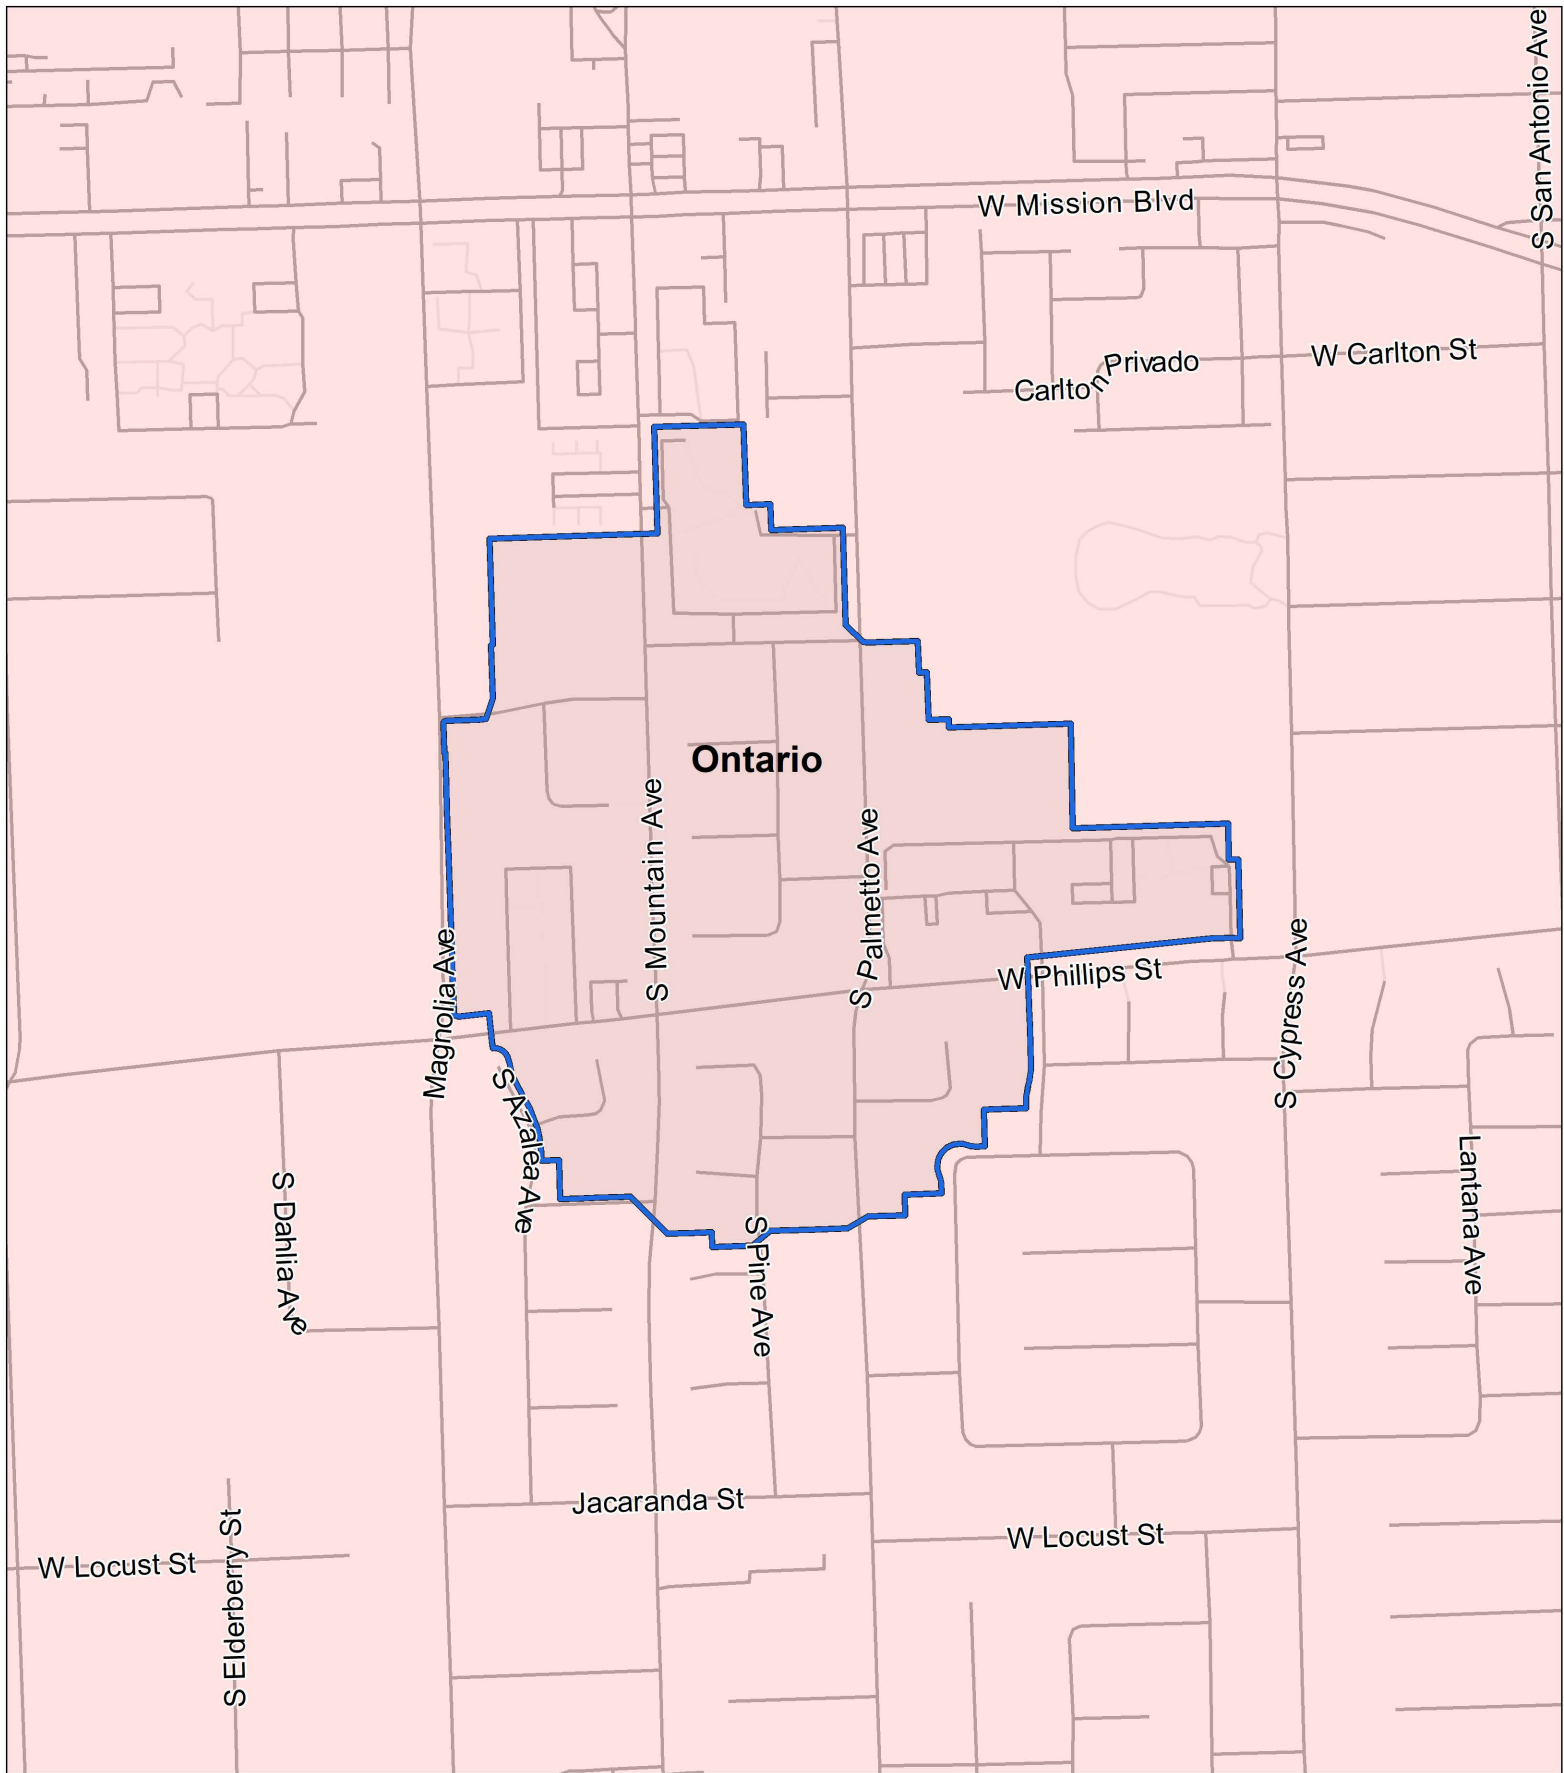 S San Antonio Ave
W Mission Blvd
W Carlton St
Carlton Privado
Ontario
S Mountain Ave
S Palmetto Ave
Magnolia Ave
W Phillips St
S Cypress Ave
S Azalea Ave
S Dahlia Ave
Lantana Ave
S Pine Ave
Jacaranda St
W Locust St
W Locust St
S Elderberry St